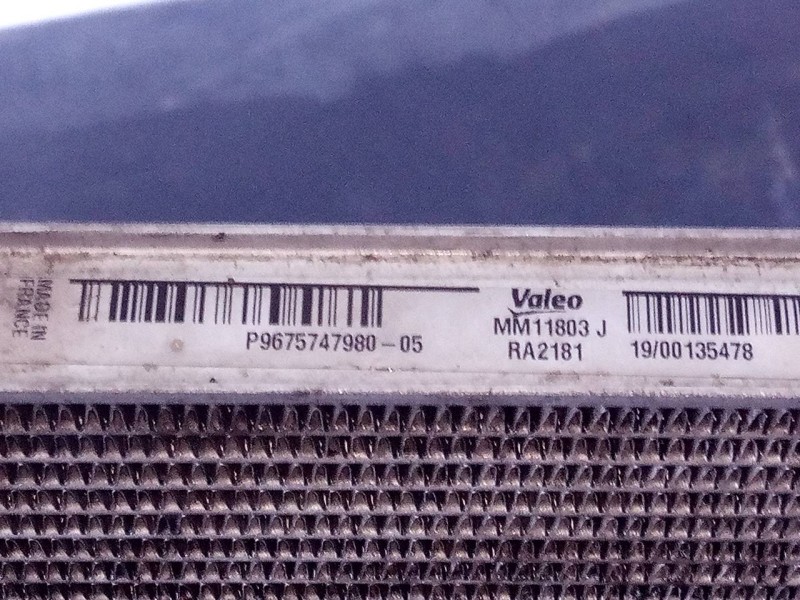 MADE IN
FRANCE
P9675747980-05
Valeo
MM11803 J
RA2181
19/00135478